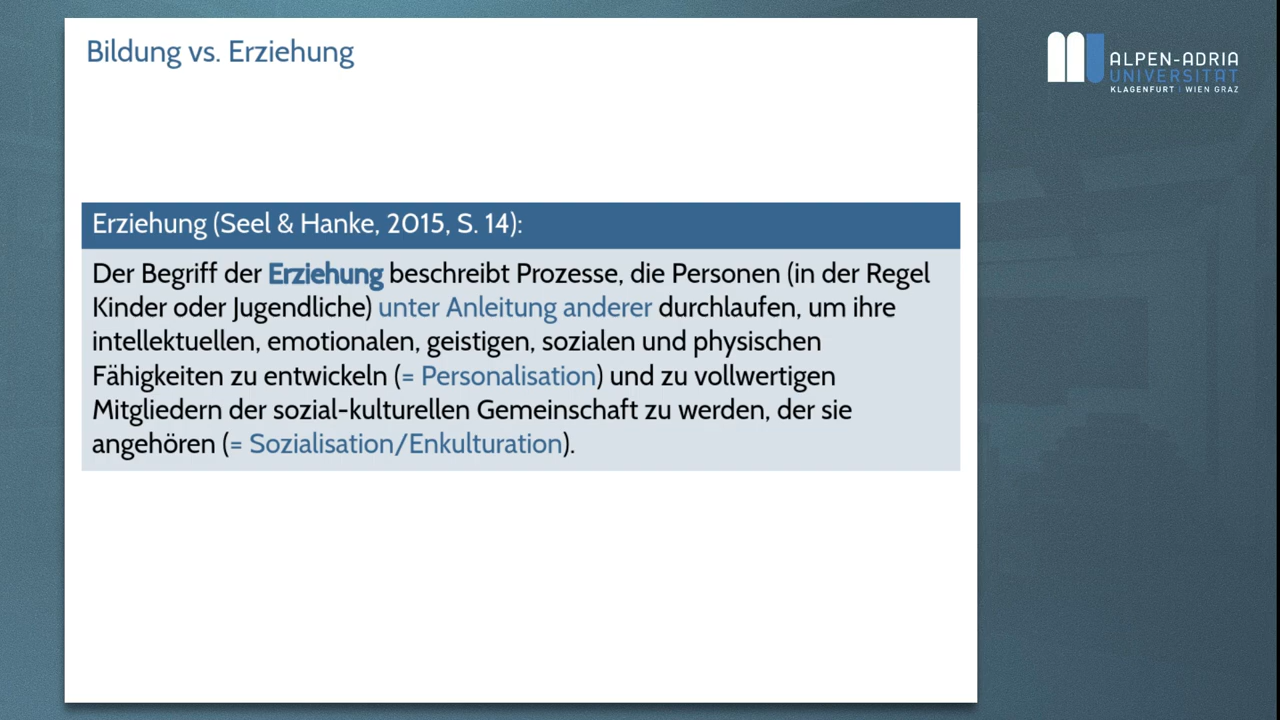 Bildung vs. Erziehung
ALPEN-ADRIA
UNIVERSITÄT
KLAGENFURT | WIEN GRAZ
Erziehung (Seel & Hanke, 2015, S. 14):
Der Begriff der Erziehung beschreibt Prozesse, die Personen (in der Regel
Kinder oder Jugendliche) unter Anleitung anderer durchlaufen, um ihre
intellektuellen, emotionalen, geistigen, sozialen und physischen
Fähigkeiten zu entwickeln (= Personalisation) und zu vollwertigen
Mitgliedern der sozial-kulturellen Gemeinschaft zu werden, der sie
angehören (= Sozialisation/Enkulturation).